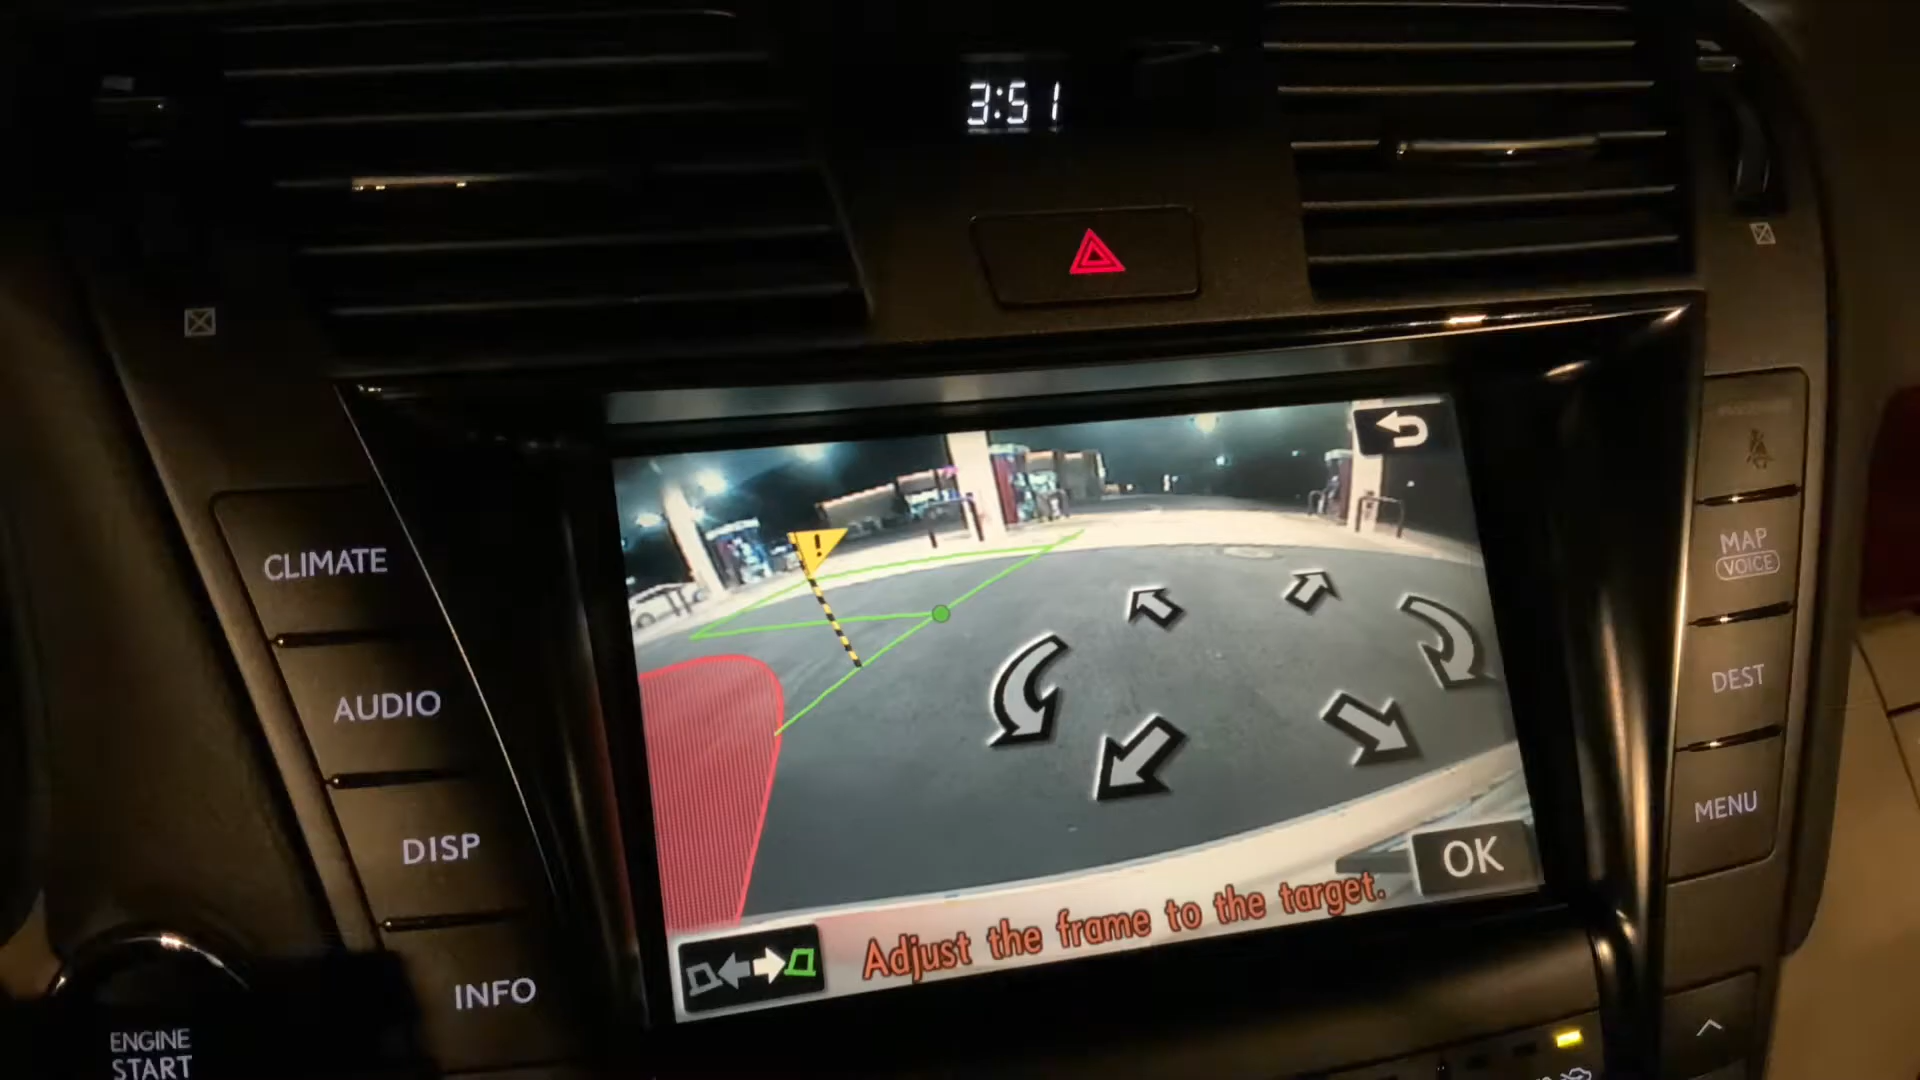 3:51
CLIMATE
AUDIO
DISP
INFO
ENGINE
START
!
OK
Adjust the frame to the target.
MAP
VOICE
DEST
MENU